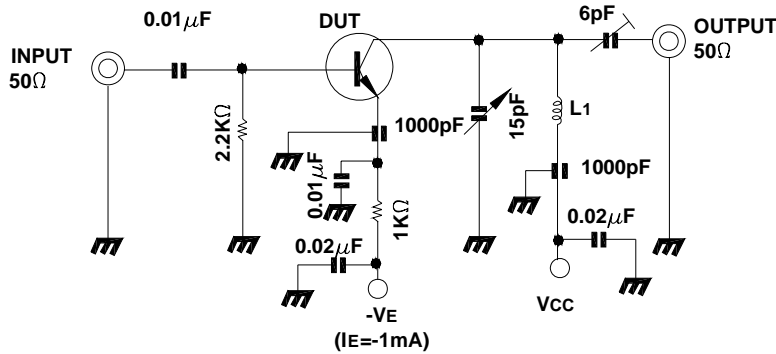 6pF
OUTPUT
50Ω
0.01μF
DUT
INPUT
50Ω
2.2KΩ
1000pF
15pF
L1
0.01μF
1000pF
1KΩ
0.02μF
0.02μF
-VE
(IE=-1mA)
VCC